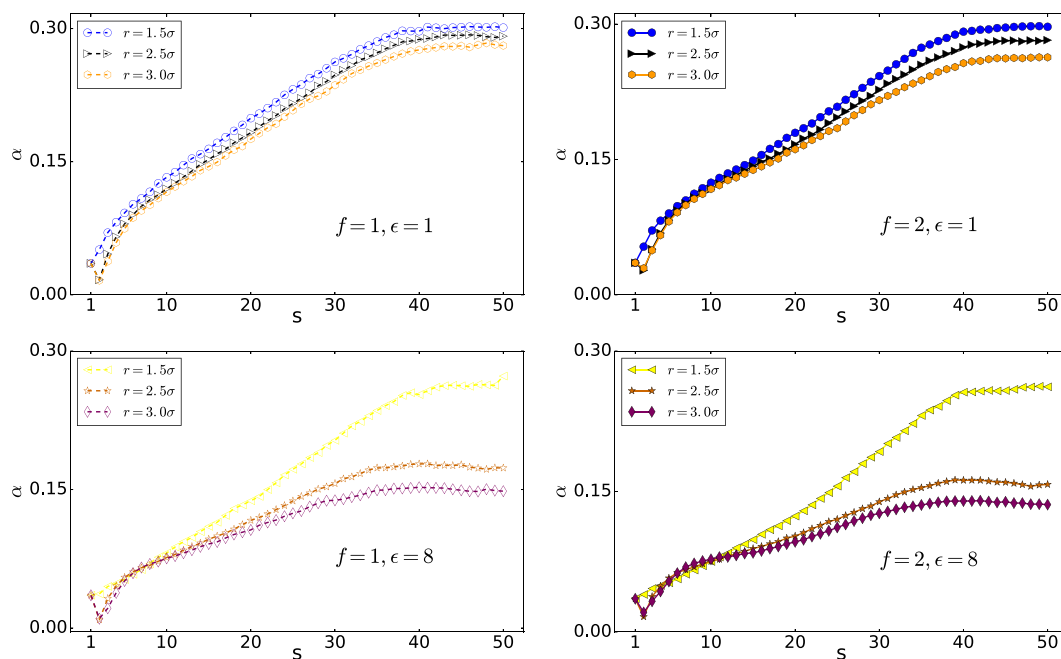 0.30
0.15
0.00
α
r = 1.5σ
r = 2.5σ
r = 3.0σ
f = 1, ϵ = 1
1 10 20 30 40 50
s
0.30
0.15
0.00
α
r = 1.5σ
r = 2.5σ
r = 3.0σ
f = 2, ϵ = 1
1 10 20 30 40 50
s
0.30
0.15
0.00
α
r = 1.5σ
r = 2.5σ
r = 3.0σ
f = 1, ϵ = 8
1 10 20 30 40 50
s
0.30
0.15
0.00
α
r = 1.5σ
r = 2.5σ
r = 3.0σ
f = 2, ϵ = 8
1 10 20 30 40 50
s